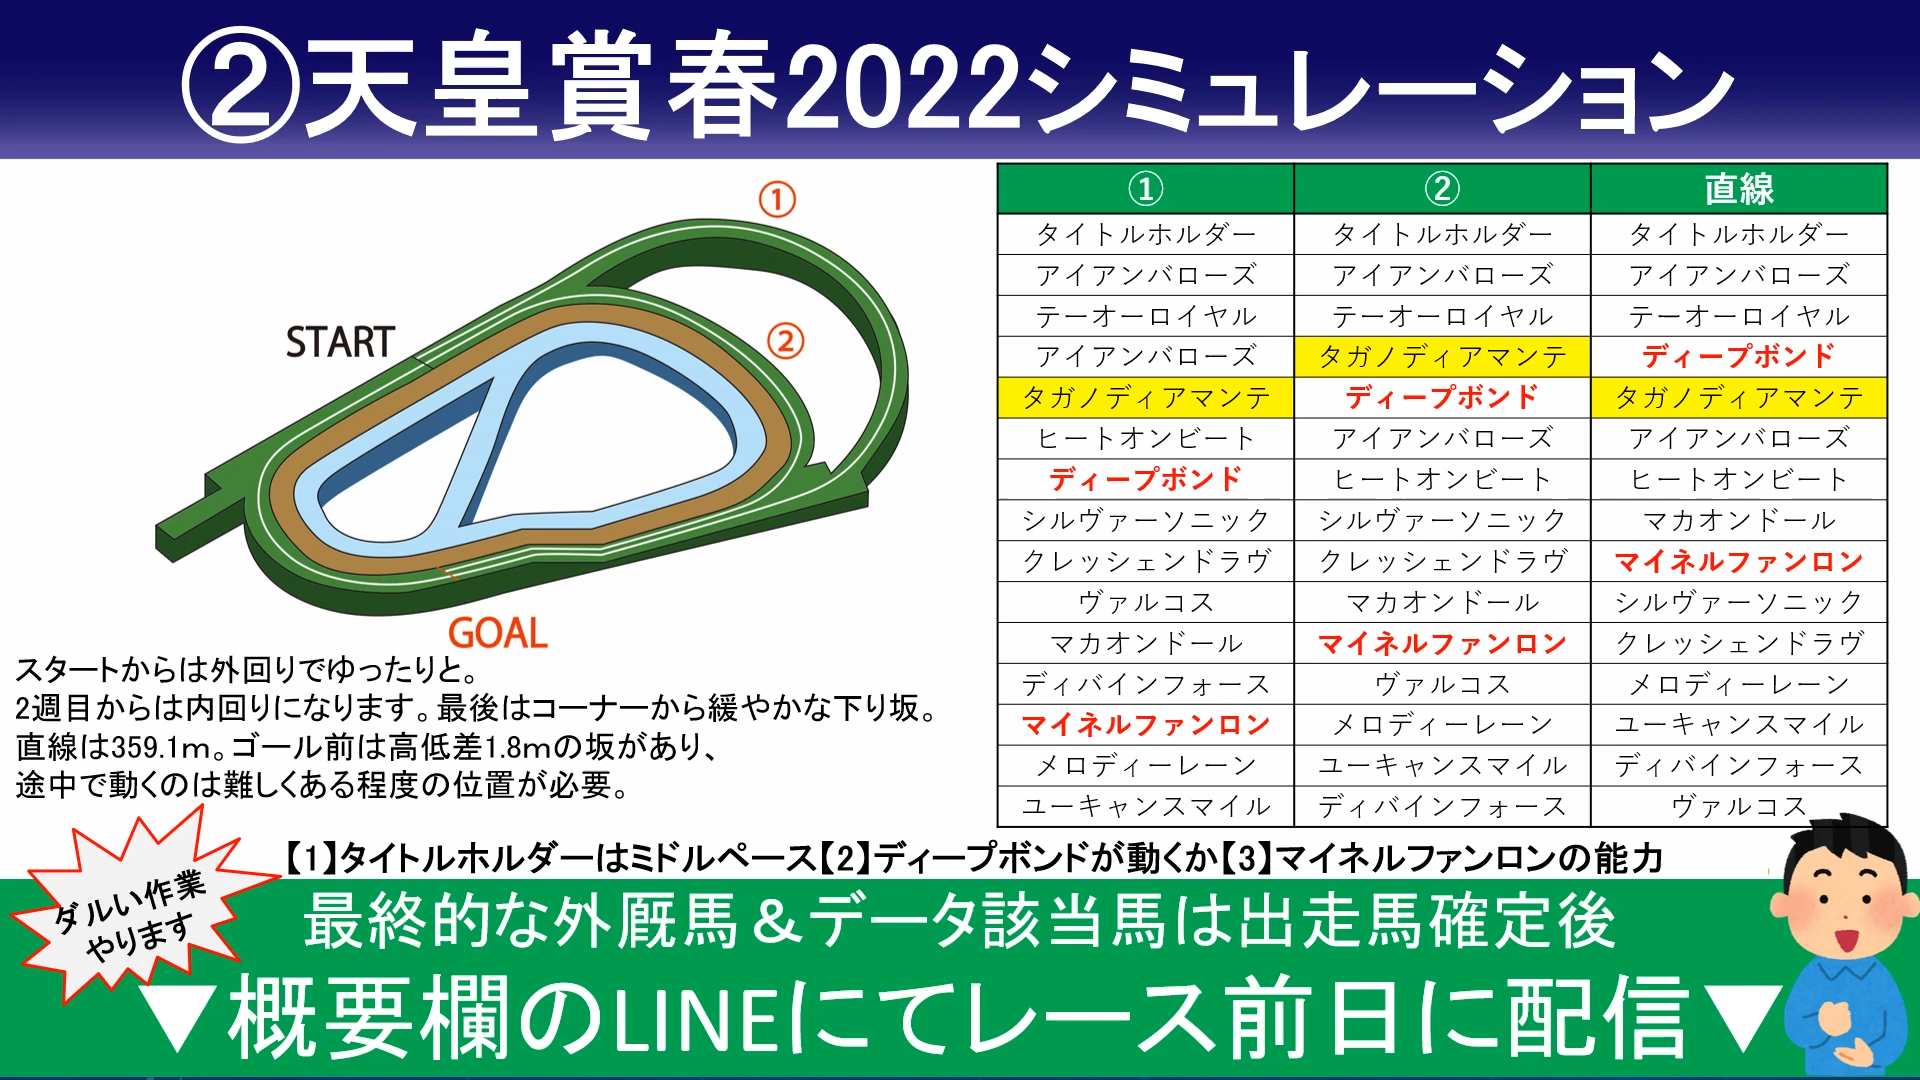 ②天皇賞春2022シミュレーション
①
②
START
GOAL
① ② 直線
タイトルホルダー タイトルホルダー タイトルホルダー
アイアンバローズ アイアンバローズ アイアンバローズ
テーオーロイヤル テーオーロイヤル テーオーロイヤル
アイアンバローズ タガノディアマンテ ディープボンド
タガノディアマンテ ディープボンド タガノディアマンテ
ヒートオンビート アイアンバローズ アイアンバローズ
ディープボンド ヒートオンビート ヒートオンビート
シルヴァーソニック シルヴァーソニック マカオンドール
クレッシェンドラヴ クレッシェンドラヴ マイネルファンロン
ヴァルコス マカオンドール シルヴァーソニック
マカオンドール マイネルファンロン クレッシェンドラヴ
ディバインフォース ヴァルコス メロディーレーン
マイネルファンロン メロディーレーン ユーキャンスマイル
メロディーレーン ユーキャンスマイル ディバインフォース
ユーキャンスマイル ディバインフォース ヴァルコス
スタートからは外回りでゆったりと。
2週目からは内回りになります。最後はコーナーから緩やかな下り坂。
直線は359.1ｍ。ゴール前は高低差1.8ｍの坂があり、
途中で動くのは難しくある程度の位置が必要。
【1】タイトルホルダーはミドルペース【2】ディープボンドが動くか【3】マイネルファンロンの能力
ダルい作業
やります
最終的な外厩馬＆データ該当馬は出走馬確定後
▼概要欄のLINEにてレース前日に配信▼